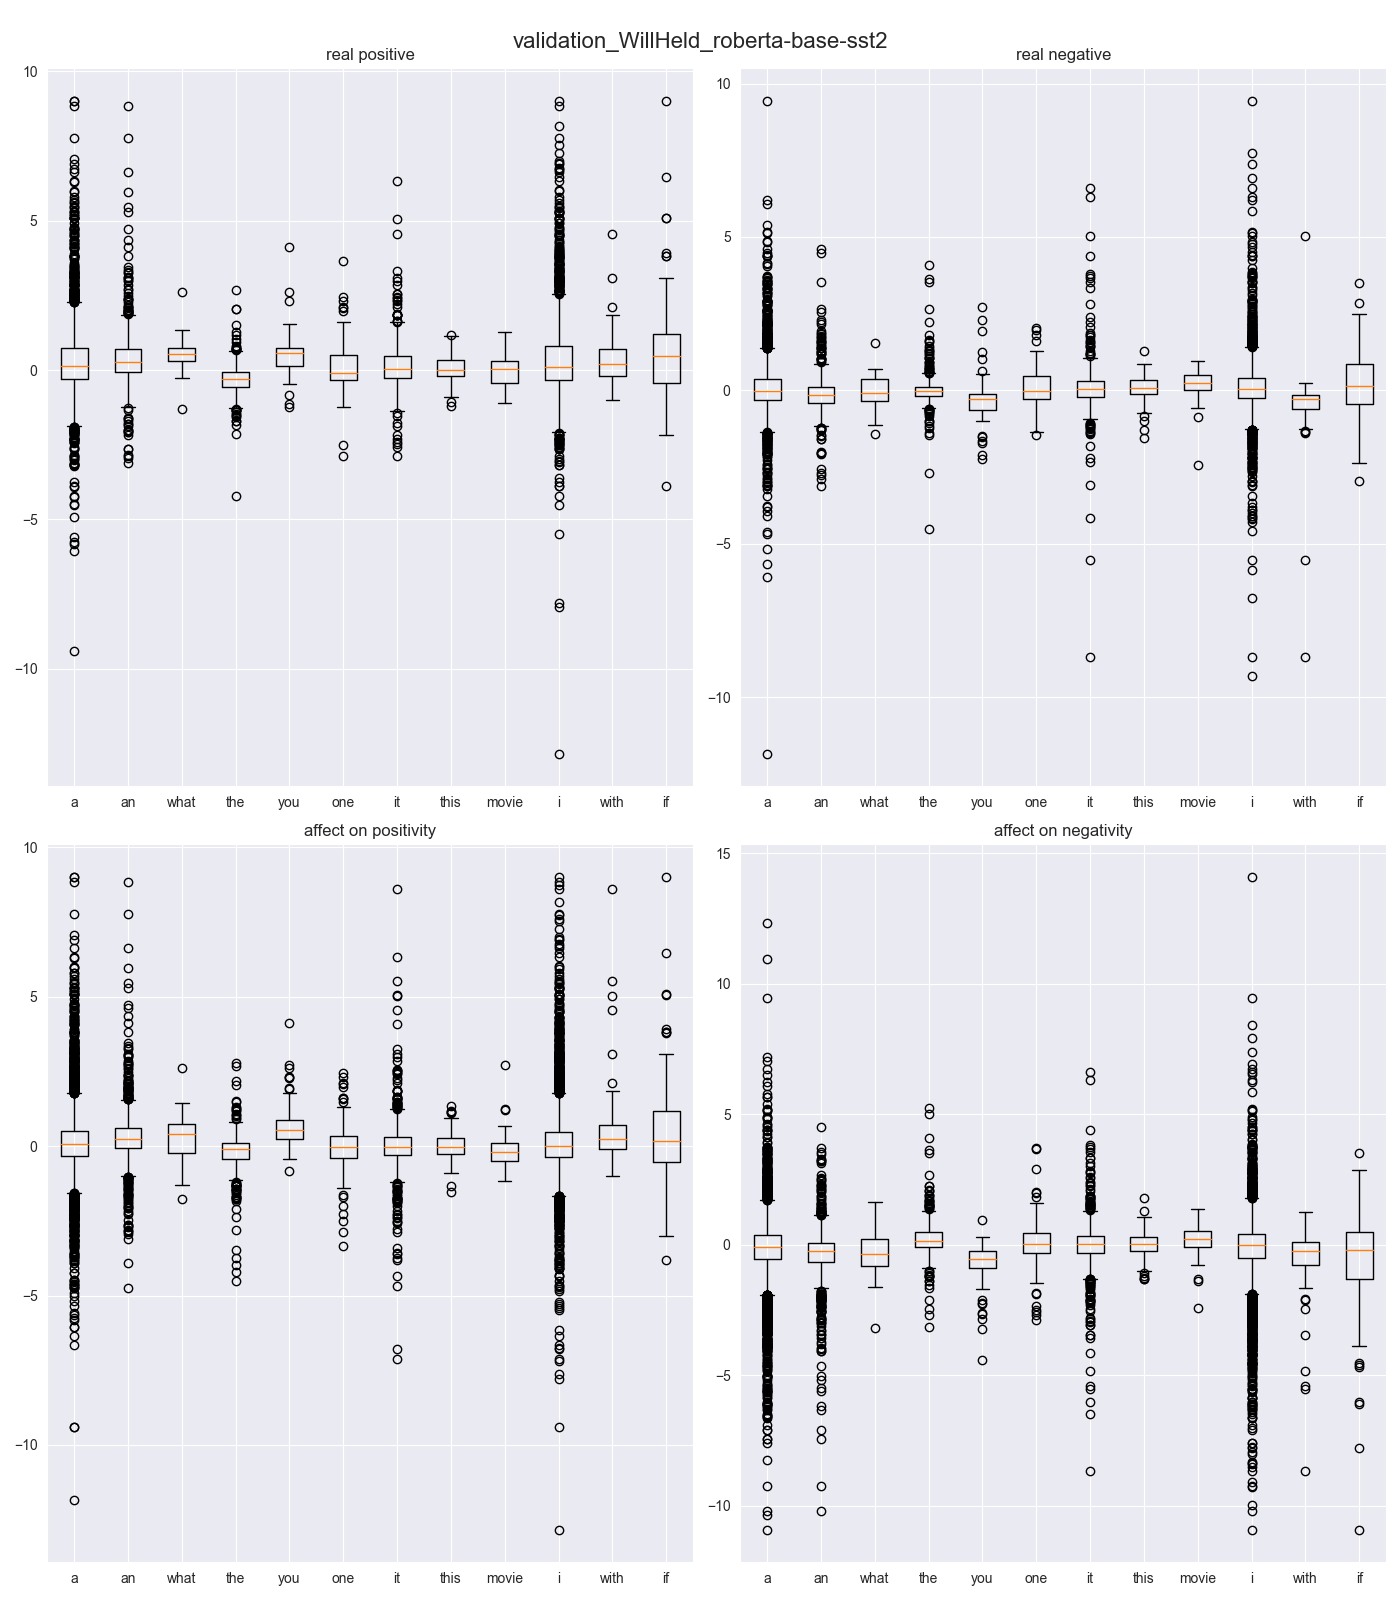 validation_WillHeld_roberta-base-sst2
real positive
real negative
10
5
0
−5
−10
a an what the you one it this movie i with if
10
5
0
−5
−10
a an what the you one it this movie i with if
affect on positivity
affect on negativity
10
5
0
−5
−10
a an what the you one it this movie i with if
15
10
5
0
−5
−10
a an what the you one it this movie i with if